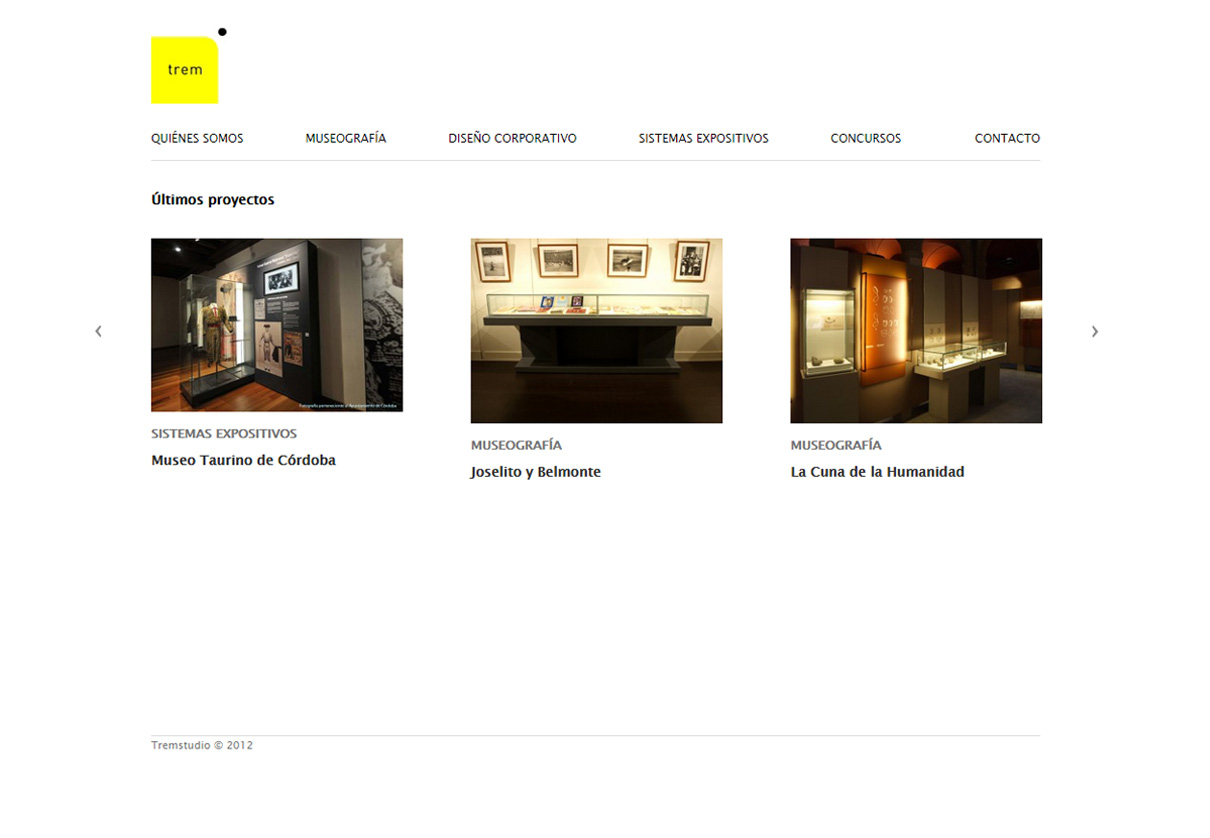 trem
QUIÉNES SOMOS MUSEOGRAFÍA DISEÑO CORPORATIVO SISTEMAS EXPOSITIVOS CONCURSOS CONTACTO
Últimos proyectos
SISTEMAS EXPOSITIVOS
Museo Taurino de Córdoba
MUSEOGRAFÍA
Joselito y Belmonte
MUSEOGRAFÍA
La Cuna de la Humanidad
Tremstudio © 2012